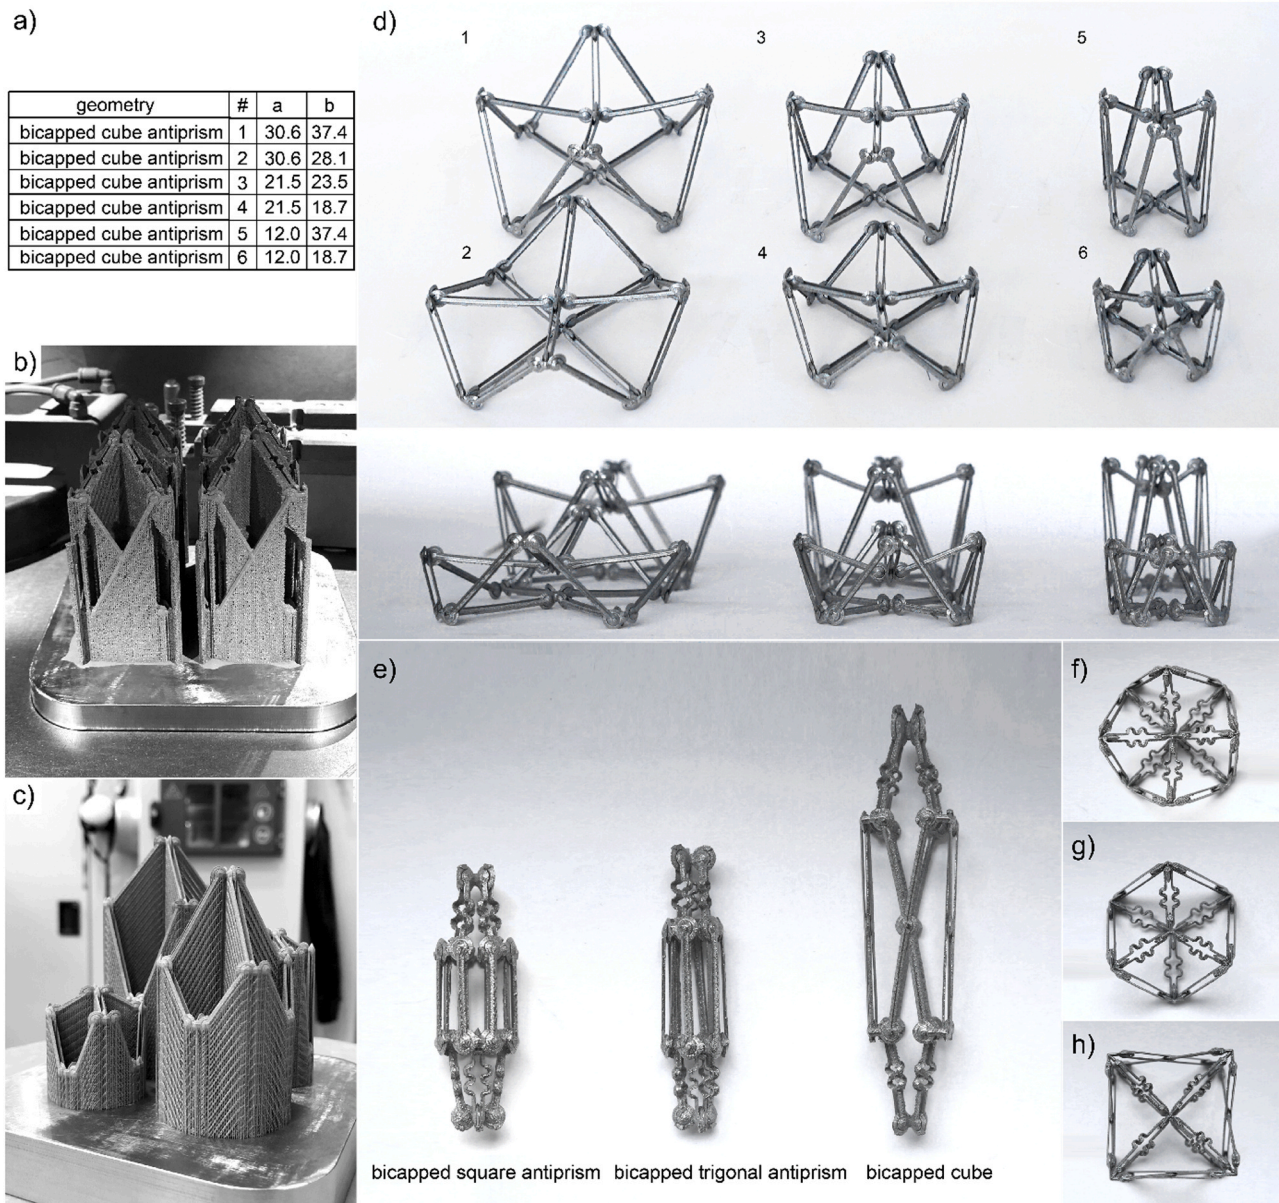 a)
geometry # a b
bicapped cube antiprism 1 30.6 37.4
bicapped cube antiprism 2 30.6 28.1
bicapped cube antiprism 3 21.5 23.5
bicapped cube antiprism 4 21.5 18.7
bicapped cube antiprism 5 12.0 37.4
bicapped cube antiprism 6 12.0 18.7
b)
c)
d)
1 3 5
2 4 6
e)
bicapped square antiprism bicapped trigonal antiprism bicapped cube
f)
g)
h)